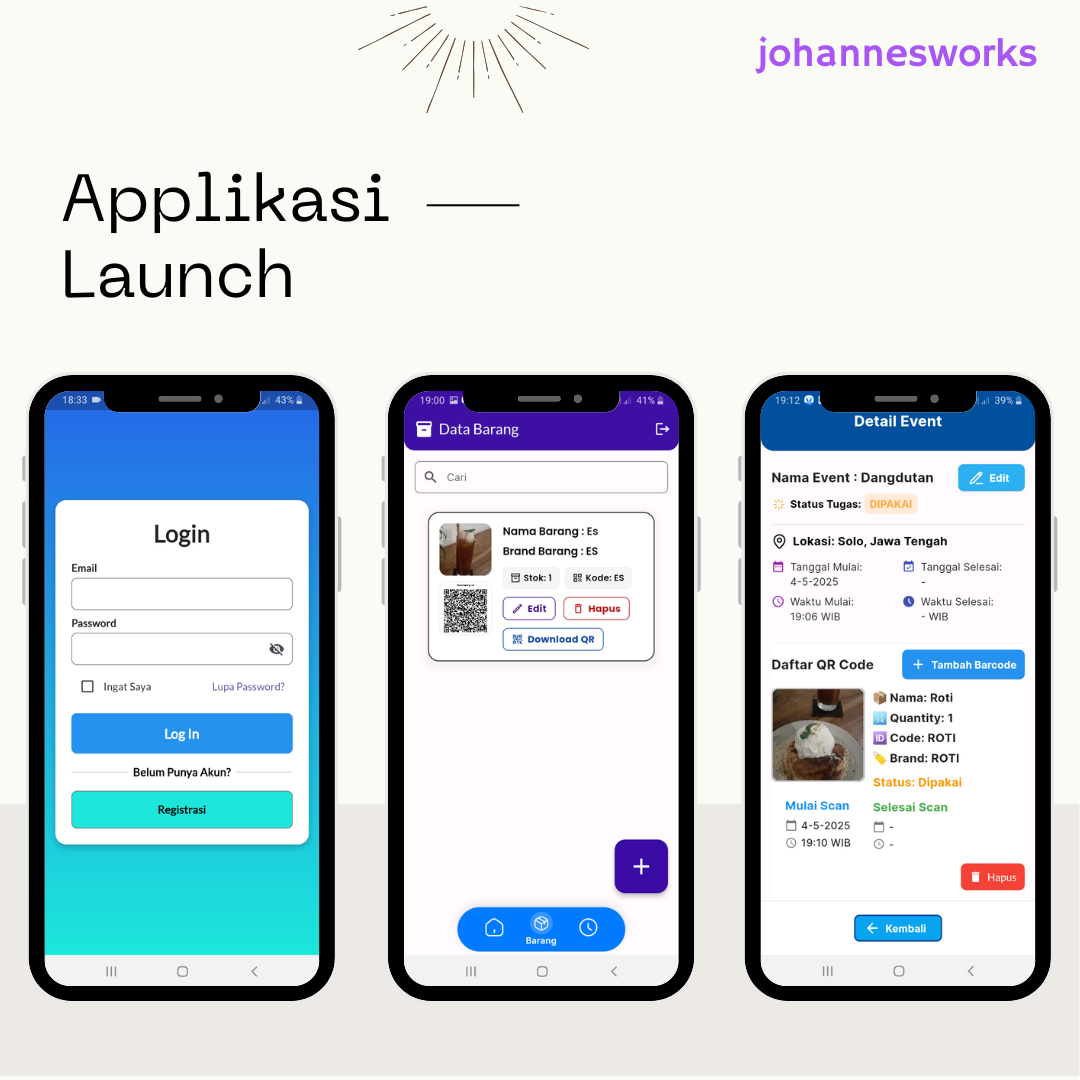 johannesworks
Applikasi
Launch
18:33
43%
Login
Email
Password
Ingat Saya
Lupa Password?
Log In
Belum Punya Akun?
Registrasi
19:00
41%
Data Barang
Cari
Nama Barang : Es
Brand Barang : ES
Stok: 1
Kode: ES
Edit
Hapus
Download QR
+
Barang
19:12
39%
Detail Event
Nama Event : Dangdutan
Edit
Status Tugas: DIPAKAI
Lokasi: Solo, Jawa Tengah
Tanggal Mulai:
4-5-2025
Tanggal Selesai:
-
Waktu Mulai:
19:06 WIB
Waktu Selesai:
- WIB
Daftar QR Code
+ Tambah Barcode
Nama: Roti
Quantity: 1
ID Code: ROTI
Brand: ROTI
Status: Dipakai
Mulai Scan
4-5-2025
19:10 WIB
Selesai Scan
-
-
Hapus
Kembali